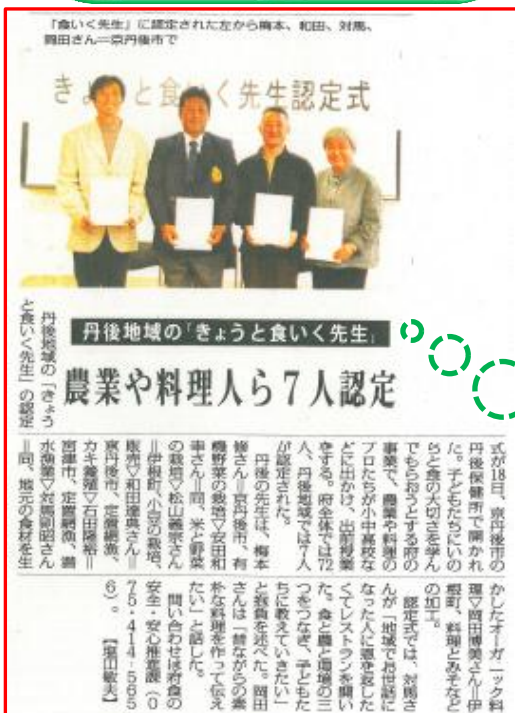 「食いく先生」に認定された左から梅本、和田、対馬、
岡田さん＝京丹後市で
きょうと食いく先生認定式
丹後地域の「きょうと食いく先生」
農業や料理人ら7人認定
丹後地域の「きょう
と食いく先生」の認定
式が18日、京丹後市の
丹後保健所で開かれ
た。子どもたちにいの
ちと食の大切さを学ん
でもらおうとする府の
事業で、農業や料理の
プロたちが小中高校な
どに出かけ、出前授業
をする。府全体では72
人、丹後地域では7人
が認定された。
丹後の先生は、梅本
修さん＝京丹後市、有
機野菜の栽培▽安田和
幸さん＝同、米と野菜
の栽培▽松山義宗さん
＝伊根町、小豆の栽培、
販売▽和田達典さん＝
京丹後市、定置網漁、
カキ養殖▽石田隆裕＝
宮津市、定置網漁、潜
水漁業▽対馬則昭さん
＝同、地元の食材を生
かしたオーガニック料
理▽岡田博美さん＝伊
根町、料理とみそなど
の加工。
認定式では、対馬さ
んが「地域でお世話に
なった人に恩を返した
くてレストランを開い
た。食と農と環境の三
つをつなぎ、子どもた
ちに教えていきたい」
と抱負を述べた。岡田
さんは「昔ながらの素
朴な料理を作って伝え
たい」と話した。
問い合わせは府食の
安全・安心推進課（0
75・414・565
6）。【塩田敏夫】